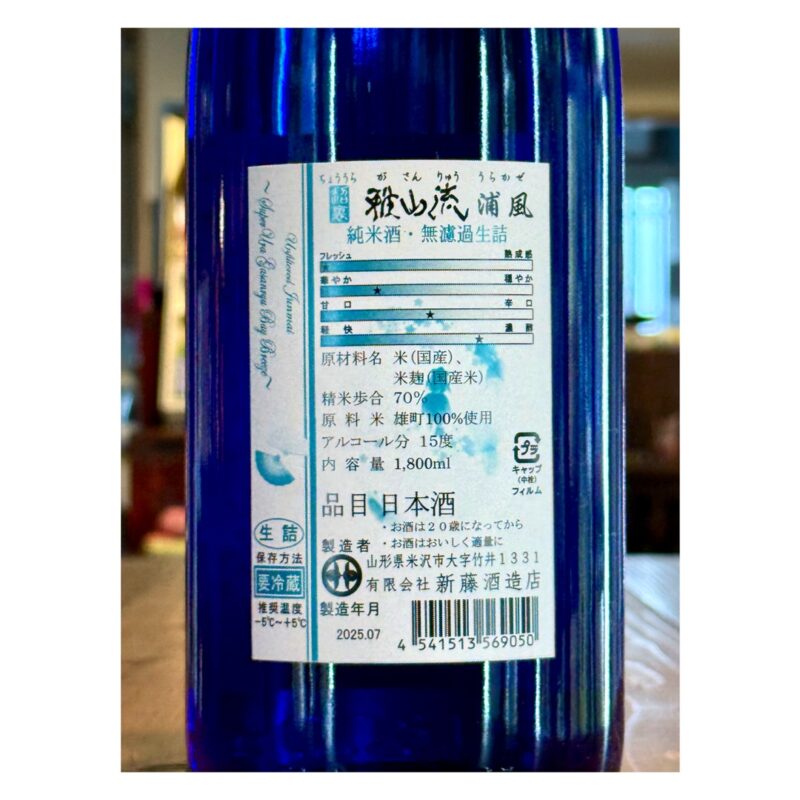 ちょううら がさんりゅう うらかぜ
雅山流 浦風
純米酒・無濾過生詰
フレッシュ 熟成感
華やか 穏やか
甘口 辛口
軽快 濃醇
原材料名 米(国産)、
米麹(国産米)
精米歩合 70%
原料米 雄町100%使用
アルコール分 15度
内容量 1,800ml
プラ
キャップ
(中栓)
フィルム
品目 日本酒
・お酒は20歳になってから
・お酒はおいしく適量に
製造者
山形県米沢市大字竹井1331
有限会社 新藤酒造店
製造年月
2025.07
4 541513 569050
Unfiltered Junmai
~Super Ura Gasanryu Bay Breeze~
生詰
保存方法
要冷蔵
推奨温度
-5℃~+5℃